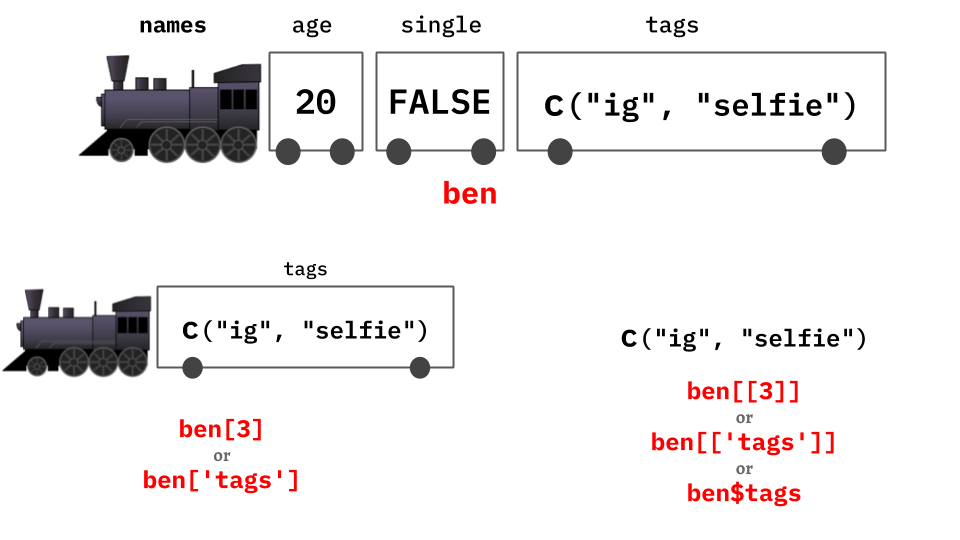 names age single tags
20 FALSE c("ig", "selfie")
ben
tags
c("ig", "selfie")
ben[3]
or
ben['tags']
c("ig", "selfie")
ben[[3]]
or
ben[['tags']]
or
ben$tags